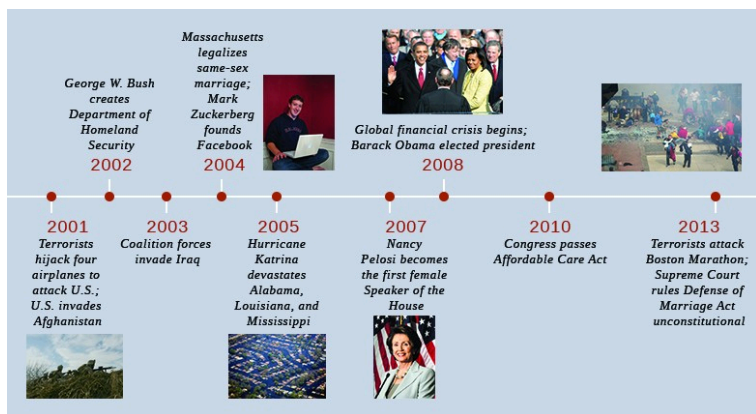 George W. Bush
creates
Department of
Homeland
Security
2002
Massachusetts
legalizes
same-sex
marriage;
Mark
Zuckerberg
founds
Facebook
2004
Global financial crisis begins;
Barack Obama elected president
2008
2001
Terrorists
hijack four
airplanes to
attack U.S.;
U.S. invades
Afghanistan
2003
Coalition forces
invade Iraq
2005
Hurricane
Katrina
devastates
Alabama,
Louisiana, and
Mississippi
2007
Nancy
Pelosi becomes
the first female
Speaker of the
House
2010
Congress passes
Affordable Care Act
2013
Terrorists attack
Boston Marathon;
Supreme Court
rules Defense of
Marriage Act
unconstitutional